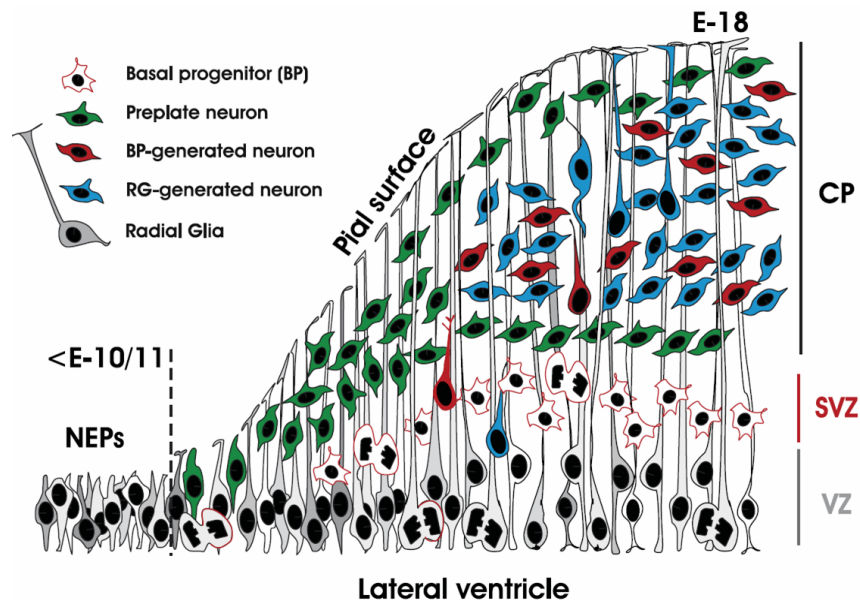 E-18
Basal progenitor (BP)
Preplate neuron
BP-generated neuron
RG-generated neuron
Radial Glia
Pial surface
CP
<E-10/11
NEPs
SVZ
VZ
Lateral ventricle